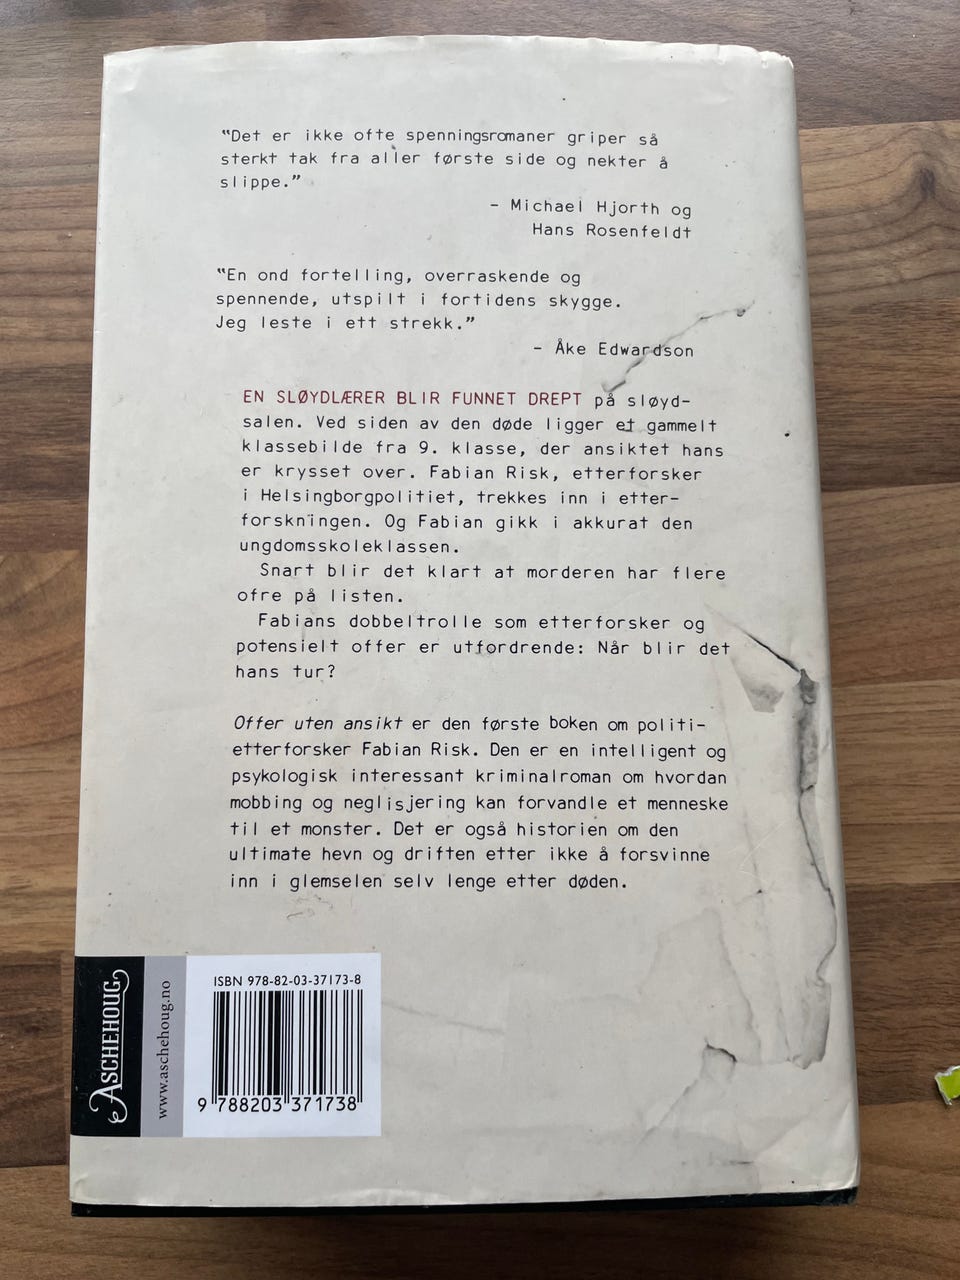 "Det er ikke ofte spenningsromaner griper så
sterkt tak fra aller første side og nekter å
slippe."
– Michael Hjorth og
Hans Rosenfeldt
"En ond fortelling, overraskende og
spennende, utspilt i fortidens skygge.
Jeg leste i ett strekk."
– Åke Edwardson
EN SLØYDLÆRER BLIR FUNNET DREPT på sløyd-
salen. Ved siden av den døde ligger et gammelt
klassebilde fra 9. klasse, der ansiktet hans
er krysset over. Fabian Risk, etterforsker
i Helsingborgpolitiet, trekkes inn i etter-
forskningen. Og Fabian gikk i akkurat den
ungdomsskoleklassen.
Snart blir det klart at morderen har flere
ofre på listen.
Fabians dobbeltrolle som etterforsker og
potensielt offer er utfordrende: Når blir det
hans tur?
Offer uten ansikt er den første boken om politi-
etterforsker Fabian Risk. Den er en intelligent og
psykologisk interessant kriminalroman om hvordan
mobbing og neglisjering kan forvandle et menneske
til et monster. Det er også historien om den
ultimate hevn og driften etter ikke å forsvinne
inn i glemselen selv lenge etter døden.
ASCHEHOUG
www.aschehoug.no
ISBN 978-82-03-37173-8
9 788203 371738